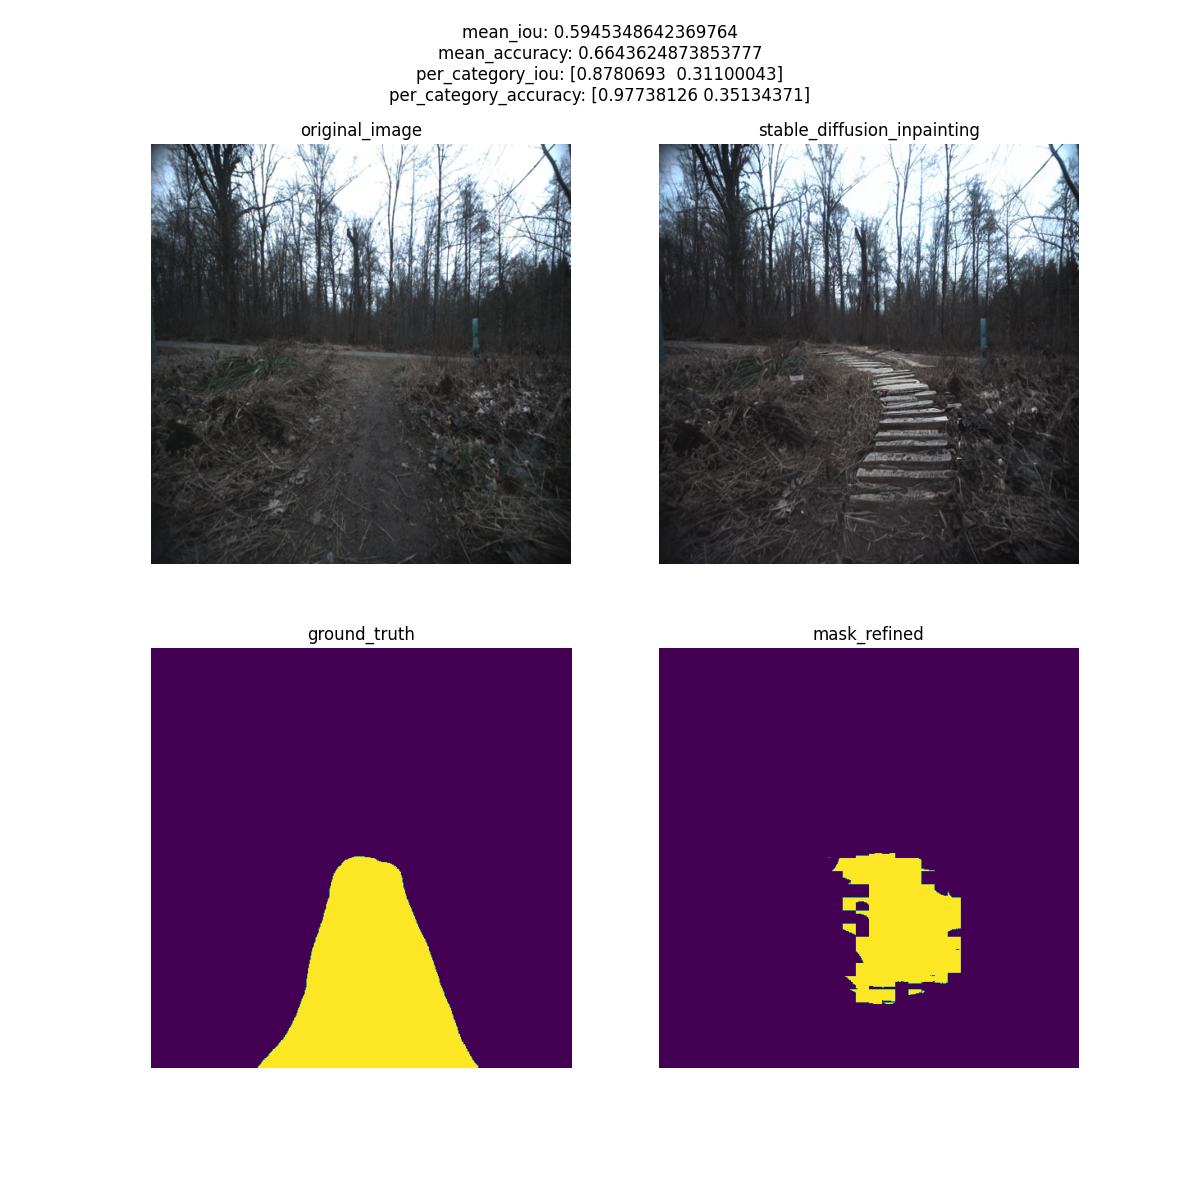 mean_iou: 0.5945348642369764
mean_accuracy: 0.6643624873853777
per_category_iou: [0.8780693  0.31100043]
per_category_accuracy: [0.97738126 0.35134371]
original_image
stable_diffusion_inpainting
ground_truth
mask_refined